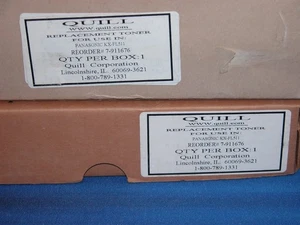 QUILL
www.quill.com
REPLACEMENT TONER
FOR USE IN:
REORDER# 7-911676
QTY PER BOX:1
Quill Corporation
Lincolnshire, IL 60069-3621
1-800-789-1331
QUILL
www.quill.com
REPLACEMENT TONER
FOR USE IN:
REORDER# 7-911676
QTY PER BOX:1
Quill Corporation
Lincolnshire, IL 60069-3621
1-800-789-1331